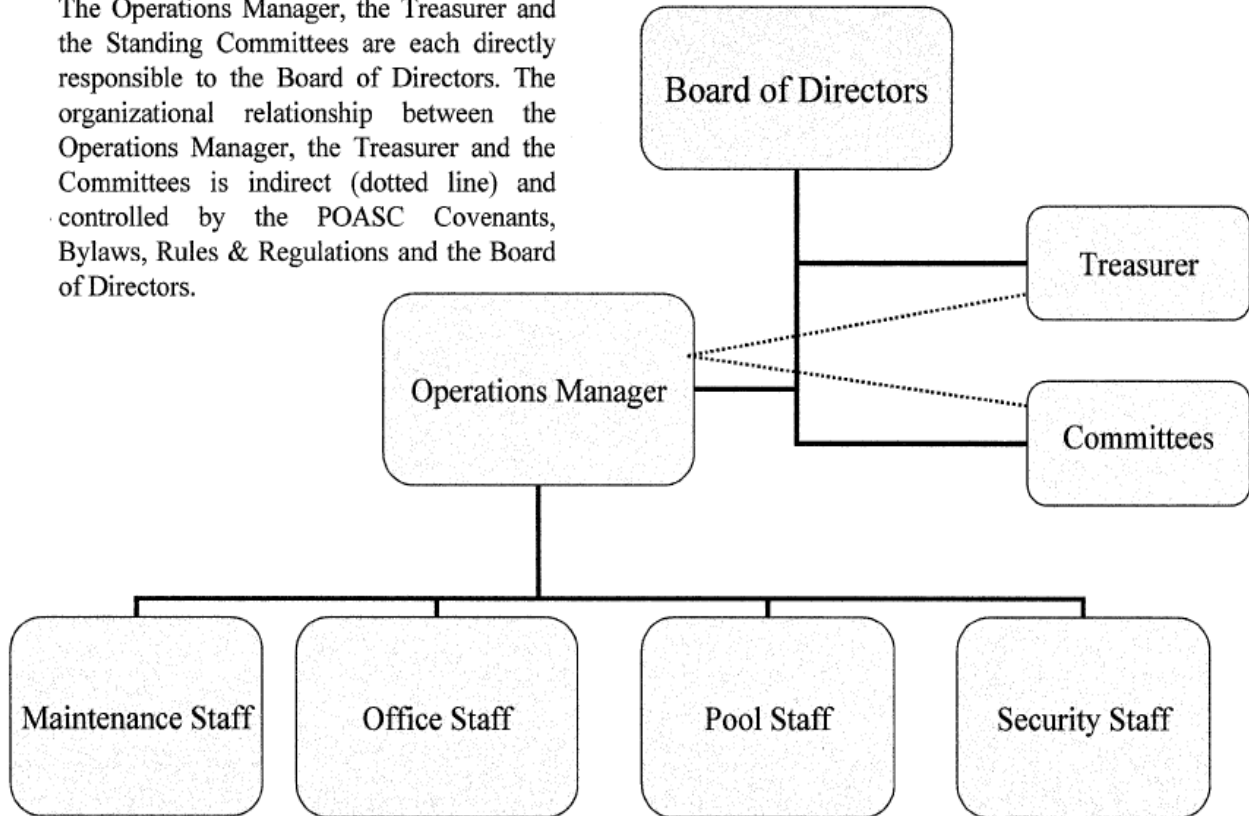 The Operations Manager, the Treasurer and
the Standing Committees are each directly
responsible to the Board of Directors. The
organizational relationship between the
Operations Manager, the Treasurer and the
Committees is indirect (dotted line) and
controlled by the POASC Covenants,
Bylaws, Rules & Regulations and the Board
of Directors.
Board of Directors
Treasurer
Operations Manager
Committees
Maintenance Staff
Office Staff
Pool Staff
Security Staff